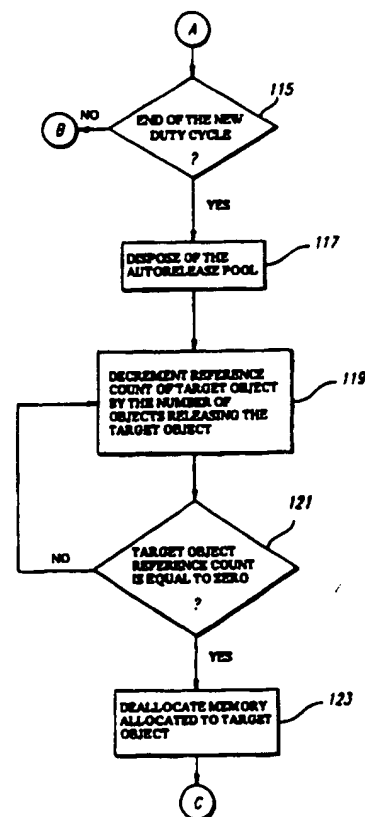 A
115
NO
B
END OF THE NEW
DUTY CYCLE
?
YES
117
DISPOSE OF THE
AUTORELEASE POOL
DECREMENT REFERENCE
COUNT OF TARGET OBJECT
BY THE NUMBER OF
OBJECTS RELEASING THE
TARGET OBJECT
119
121
NO
TARGET OBJECT
REFERENCE COUNT
IS EQUAL TO ZERO
?
YES
DEALLOCATE MEMORY
ALLOCATED TO TARGET
OBJECT
123
C